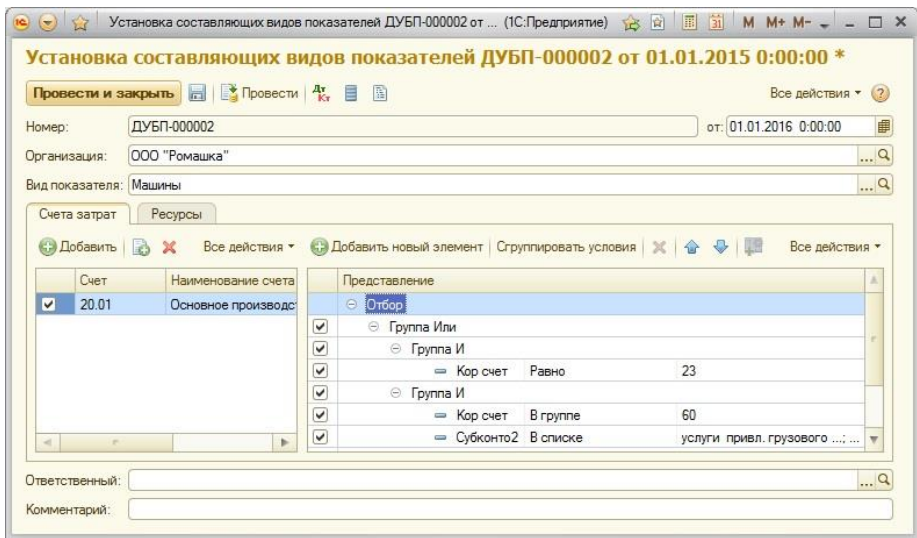 Установка составляющих видов показателей ДУБП-000002 от ... (1С:Предприятие) M M+ M-
Установка составляющих видов показателей ДУБП-000002 от 01.01.2015 0:00:00 *
Провести и закрыть Провести Дт Кт Все действия
Номер: ДУБП-000002 от: 01.01.2016 0:00:00
Организация: ООО "Ромашка" ...
Вид показателя: Машины ...
Счета затрат Ресурсы
Добавить Все действия Добавить новый элемент Сгруппировать условия Все действия
Счет Наименование счета Представление
20.01 Основное производс Отбор
Группа Или
Группа И
Кор счет Равно 23
Группа И
Кор счет В группе 60
Субконто2 В списке услуги привл. грузового ...; ...
Ответственный: ...
Комментарий: